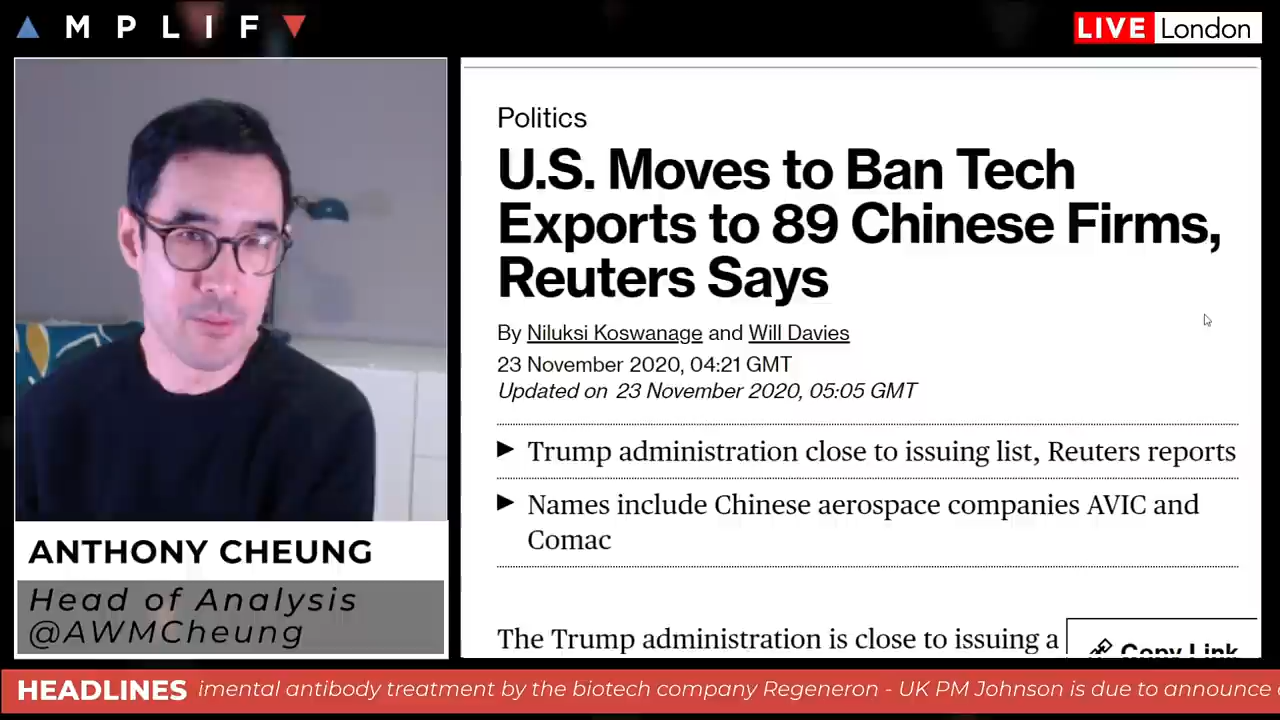 AMPLIFY
LIVE London
Politics
U.S. Moves to Ban Tech
Exports to 89 Chinese Firms,
Reuters Says
By Niluksi Koswanage and Will Davies
23 November 2020, 04:21 GMT
Updated on 23 November 2020, 05:05 GMT
Trump administration close to issuing list, Reuters reports
Names include Chinese aerospace companies AVIC and
Comac
The Trump administration is close to issuing a
Copy Link
ANTHONY CHEUNG
Head of Analysis
@AWMCheung
HEADLINES imental antibody treatment by the biotech company Regeneron - UK PM Johnson is due to announce